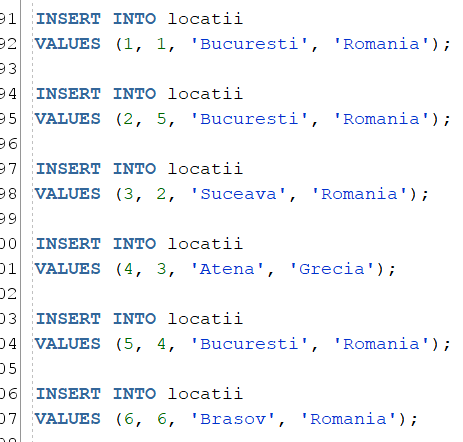 91 INSERT INTO locatii
92 VALUES (1, 1, 'Bucuresti', 'Romania');
93
94 INSERT INTO locatii
95 VALUES (2, 5, 'Bucuresti', 'Romania');
96
97 INSERT INTO locatii
98 VALUES (3, 2, 'Suceava', 'Romania');
99
00 INSERT INTO locatii
01 VALUES (4, 3, 'Atena', 'Grecia');
02
03 INSERT INTO locatii
04 VALUES (5, 4, 'Bucuresti', 'Romania');
05
06 INSERT INTO locatii
07 VALUES (6, 6, 'Brasov', 'Romania');